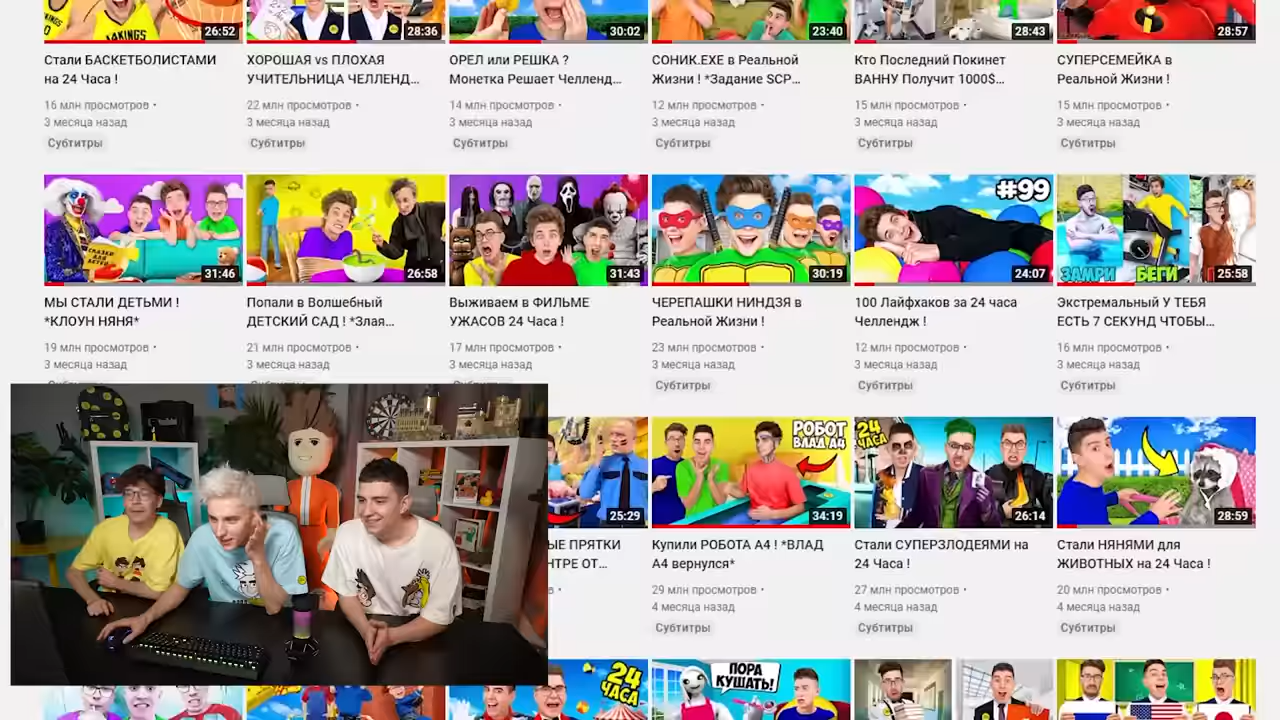 LAKINGS
26:52
28:36
30:02
23:40
28:43
28:57
Стали БАСКЕТБОЛИСТАМИ
на 24 Часа !
16 млн просмотров •
3 месяца назад
Субтитры
ХОРОШАЯ vs ПЛОХАЯ
УЧИТЕЛЬНИЦА ЧЕЛЛЕНД...
22 млн просмотров •
3 месяца назад
Субтитры
ОРЕЛ или РЕШКА ?
Монетка Решает Челленд...
14 млн просмотров •
3 месяца назад
Субтитры
СОНИК.EXE в Реальной
Жизни ! *Задание SCP...
12 млн просмотров •
3 месяца назад
Субтитры
Кто Последний Покинет
ВАННУ Получит 1000$...
15 млн просмотров •
3 месяца назад
Субтитры
СУПЕРСЕМЕЙКА в
Реальной Жизни !
15 млн просмотров •
3 месяца назад
Субтитры
СКАЗКИ
ДЛЯ
ДЕТЕЙ
31:46
26:58
31:43
30:19
#99
24:07
ЗАМРИ
БЕГИ
25:58
МЫ СТАЛИ ДЕТЬМИ !
*КЛОУН НЯНЯ*
19 млн просмотров •
3 месяца назад
Попали в Волшебный
ДЕТСКИЙ САД ! *Злая...
21 млн просмотров •
3 месяца назад
Выживаем в ФИЛЬМЕ
УЖАСОВ 24 Часа !
17 млн просмотров •
3 месяца назад
ЧЕРЕПАШКИ НИНДЗЯ в
Реальной Жизни !
23 млн просмотров •
3 месяца назад
Субтитры
100 Лайфхаков за 24 часа
Челлендж !
12 млн просмотров •
3 месяца назад
Субтитры
Экстремальный У ТЕБЯ
ЕСТЬ 7 СЕКУНД ЧТОБЫ...
16 млн просмотров •
3 месяца назад
Субтитры
25:29
РОБОТ
ВЛАД А4
34:19
24
ЧАСА
26:14
28:59
ЫЕ ПРЯТКИ
НТРЕ ОТ...
Купили РОБОТА А4 ! *ВЛАД
А4 вернулся*
29 млн просмотров •
4 месяца назад
Субтитры
Стали СУПЕРЗЛОДЕЯМИ на
24 Часа !
27 млн просмотров •
4 месяца назад
Субтитры
Стали НЯНЯМИ для
ЖИВОТНЫХ на 24 Часа !
20 млн просмотров •
4 месяца назад
Субтитры
24
ЧАСА
ПОРА
КУШАТЬ!